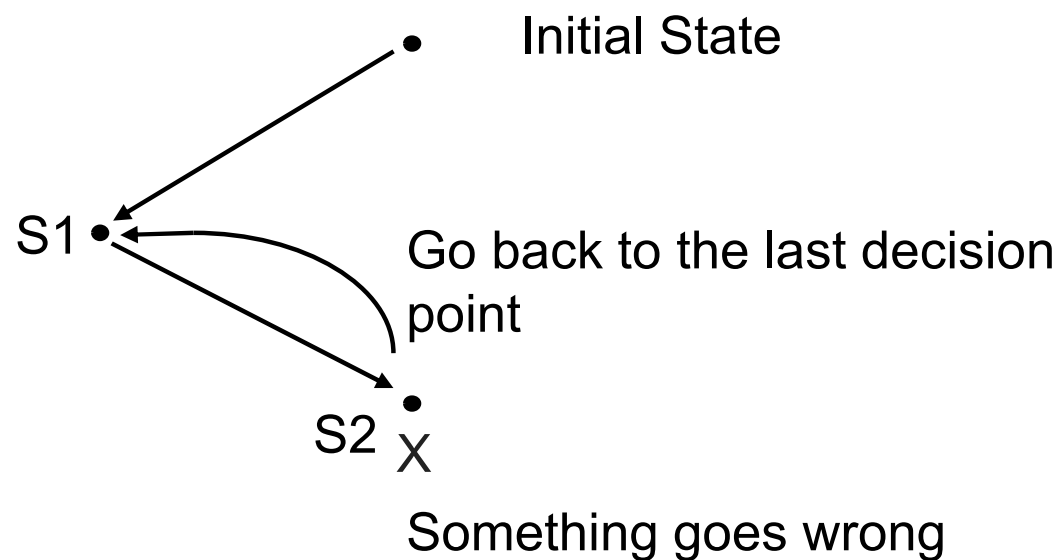 Initial State
S1
Go back to the last decision
point
S2
X
Something goes wrong